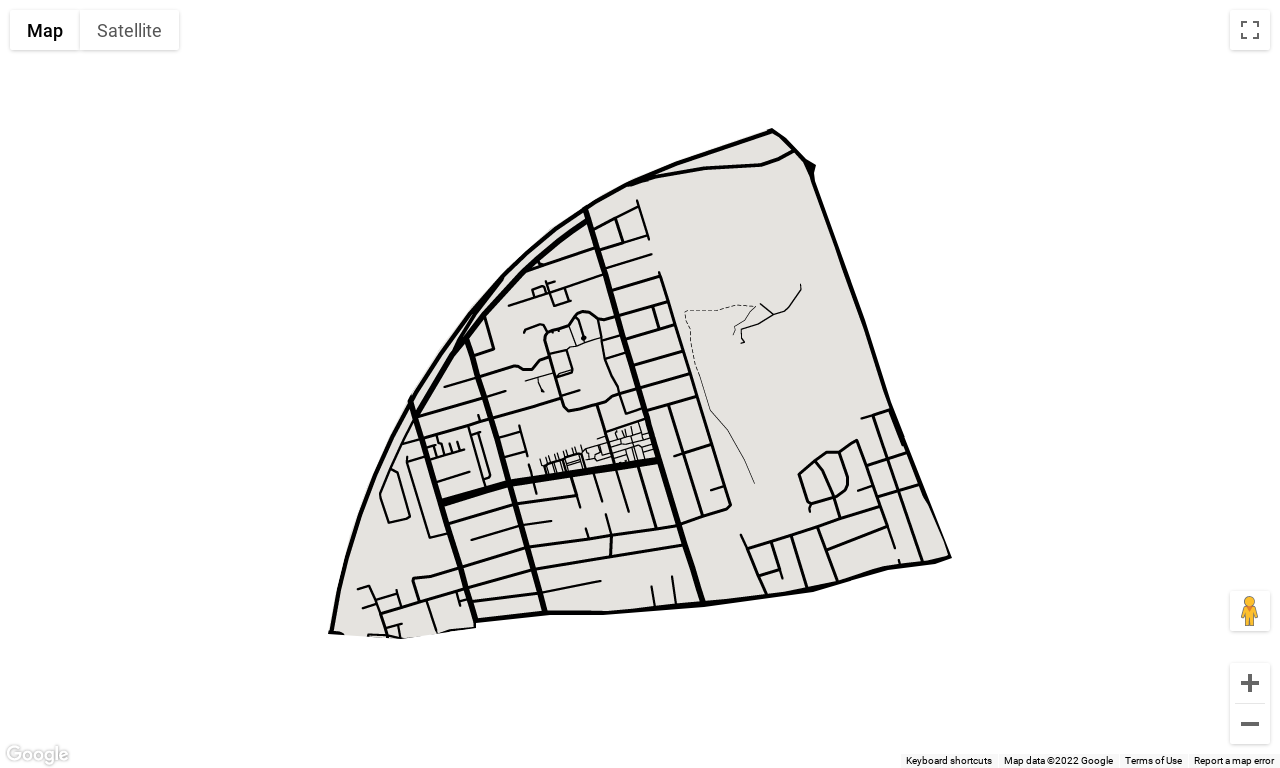 Map Satellite
Google
Keyboard shortcuts Map data ©2022 Google Terms of Use Report a map error